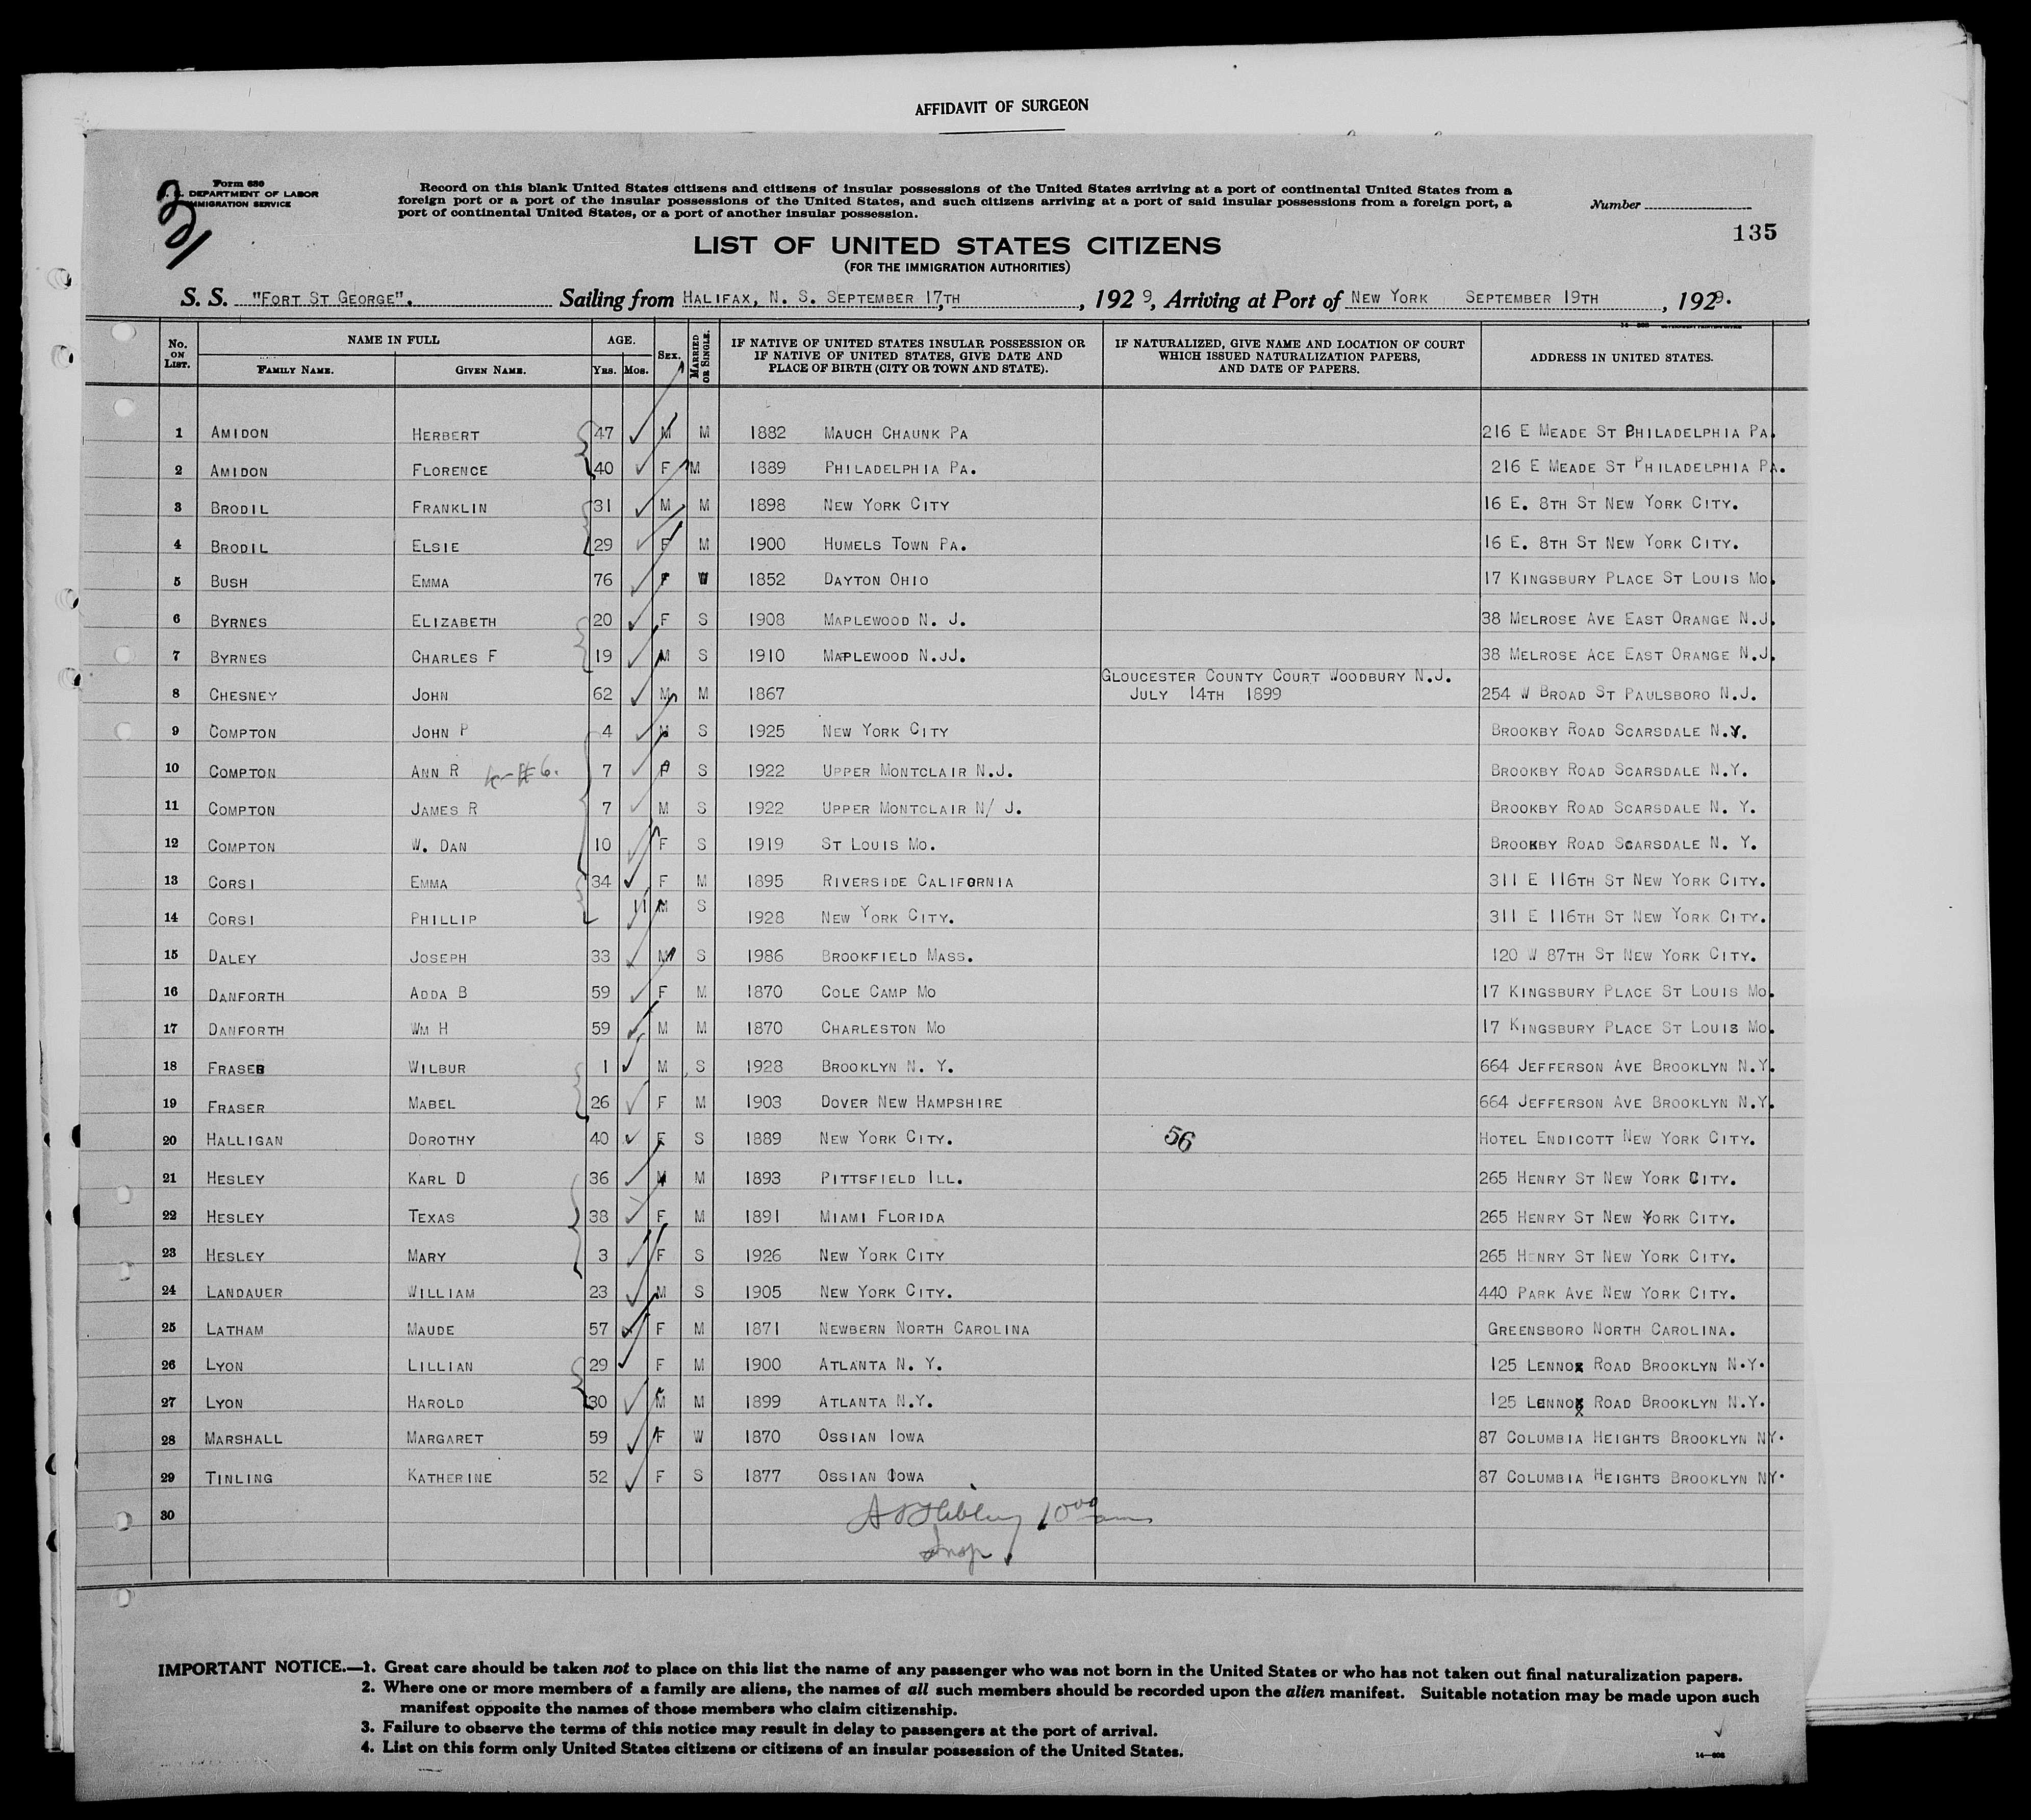 AFFIDAVIT OF SURGEON
Form 630
U. S. DEPARTMENT OF LABOR
IMMIGRATION SERVICE
Record on this blank United States citizens and citizens of insular possessions of the United States arriving at a port of continental United States from a
foreign port or a port of the insular possessions of the United States, and such citizens arriving at a port of said insular possessions from a foreign port, a
port of continental United States, or a port of another insular possession.
Number
135
LIST OF UNITED STATES CITIZENS
(FOR THE IMMIGRATION AUTHORITIES)
S. S. "FORT ST GEORGE". Sailing from HALIFAX, N. S. SEPTEMBER 17TH, 1929, Arriving at Port of NEW YORK SEPTEMBER 19TH, 1929.
No. ON LIST. NAME IN FULL FAMILY NAME. GIVEN NAME. AGE. YRS. MOS. SEX. MARRIED OR SINGLE. IF NATIVE OF UNITED STATES INSULAR POSSESSION OR IF NATIVE OF UNITED STATES, GIVE DATE AND PLACE OF BIRTH (CITY OR TOWN AND STATE). IF NATURALIZED, GIVE NAME AND LOCATION OF COURT WHICH ISSUED NATURALIZATION PAPERS, AND DATE OF PAPERS. ADDRESS IN UNITED STATES.
1 AMIDON HERBERT 47 M M 1882 MAUCH CHAUNK PA 216 E MEADE ST PHILADELPHIA PA.
2 AMIDON FLORENCE 40 F M 1889 PHILADELPHIA PA. 216 E MEADE ST PHILADELPHIA PA.
3 BRODIL FRANKLIN 31 M M 1898 NEW YORK CITY 16 E. 8TH ST NEW YORK CITY.
4 BRODIL ELSIE 29 F M 1900 HUMELS TOWN PA. 16 E. 8TH ST NEW YORK CITY.
5 BUSH EMMA 76 F W 1852 DAYTON OHIO 17 KINGSBURY PLACE ST LOUIS MO.
6 BYRNES ELIZABETH 20 F S 1908 MAPLEWOOD N. J. 38 MELROSE AVE EAST ORANGE N.J.
7 BYRNES CHARLES F 19 M S 1910 MAPLEWOOD N.JJ. 38 MELROSE ACE EAST ORANGE N.J.
8 CHESNEY JOHN 62 M M 1867 GLOUCESTER COUNTY COURT WOODBURY N.J. JULY 14TH 1899 254 W BROAD ST PAULSBORO N.J.
9 COMPTON JOHN P 4 M S 1925 NEW YORK CITY BROOKBY ROAD SCARSDALE N.Y.
10 COMPTON ANN R 7 S 1922 UPPER MONTCLAIR N.J. BROOKBY ROAD SCARSDALE N.Y.
11 COMPTON JAMES R 7 M S 1922 UPPER MONTCLAIR N/ J. BROOKBY ROAD SCARSDALE N. Y.
12 COMPTON W. DAN 10 F S 1919 ST LOUIS MO. BROOKBY ROAD SCARSDALE N. Y.
13 CORSI EMMA 34 F M 1895 RIVERSIDE CALIFORNIA 311 E 116TH ST NEW YORK CITY.
14 CORSI PHILLIP 11 M S 1928 NEW YORK CITY. 311 E 116TH ST NEW YORK CITY.
15 DALEY JOSEPH 33 M S 1986 BROOKFIELD MASS. 120 W 87TH ST NEW YORK CITY.
16 DANFORTH ADDA B 59 F M 1870 COLE CAMP MO 17 KINGSBURY PLACE ST LOUIS MO.
17 DANFORTH WM H 59 M M 1870 CHARLESTON MO 17 KINGSBURY PLACE ST LOUIS MO.
18 FRASER WILBUR 1 M S 1928 BROOKLYN N. Y. 664 JEFFERSON AVE BROOKLYN N.Y.
19 FRASER MABEL 26 F M 1903 DOVER NEW HAMPSHIRE 664 JEFFERSON AVE BROOKLYN N.Y.
20 HALLIGAN DOROTHY 40 F S 1889 NEW YORK CITY. 56 HOTEL ENDICOTT NEW YORK CITY.
21 HESLEY KARL D 36 M M 1893 PITTSFIELD ILL. 265 HENRY ST NEW YORK CITY.
22 HESLEY TEXAS 38 F M 1891 MIAMI FLORIDA 265 HENRY ST NEW YORK CITY.
23 HESLEY MARY 3 F S 1926 NEW YORK CITY 265 HENRY ST NEW YORK CITY.
24 LANDAUER WILLIAM 23 M S 1905 NEW YORK CITY. 440 PARK AVE NEW YORK CITY.
25 LATHAM MAUDE 57 F M 1871 NEWBERN NORTH CAROLINA GREENSBORO NORTH CAROLINA.
26 LYON LILLIAN 29 F M 1900 ATLANTA N. Y. 125 LENNOX ROAD BROOKLYN N.Y.
27 LYON HAROLD 30 M M 1899 ATLANTA N.Y. 125 LENNOX ROAD BROOKLYN N.Y.
28 MARSHALL MARGARET 59 F W 1870 OSSIAN IOWA 87 COLUMBIA HEIGHTS BROOKLYN NY.
29 TINLING KATHERINE 52 F S 1877 OSSIAN IOWA 87 COLUMBIA HEIGHTS BROOKLYN NY.
30
Insp.
IMPORTANT NOTICE.—1. Great care should be taken not to place on this list the name of any passenger who was not born in the United States or who has not taken out final naturalization papers.
2. Where one or more members of a family are aliens, the names of all such members should be recorded upon the alien manifest. Suitable notation may be made upon such
manifest opposite the names of those members who claim citizenship.
3. Failure to observe the terms of this notice may result in delay to passengers at the port of arrival.
4. List on this form only United States citizens or citizens of an insular possession of the United States.